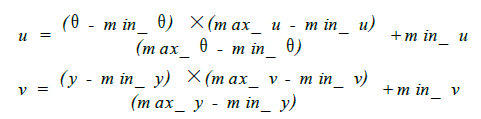 u = (θ - min_ θ) ×(max_ u - min_ u) / (max_ θ - min_ θ) +min_ u
v = (y - min_ y) ×(max_ v - min_ v) / (max_ y - min_ y) +min_ v